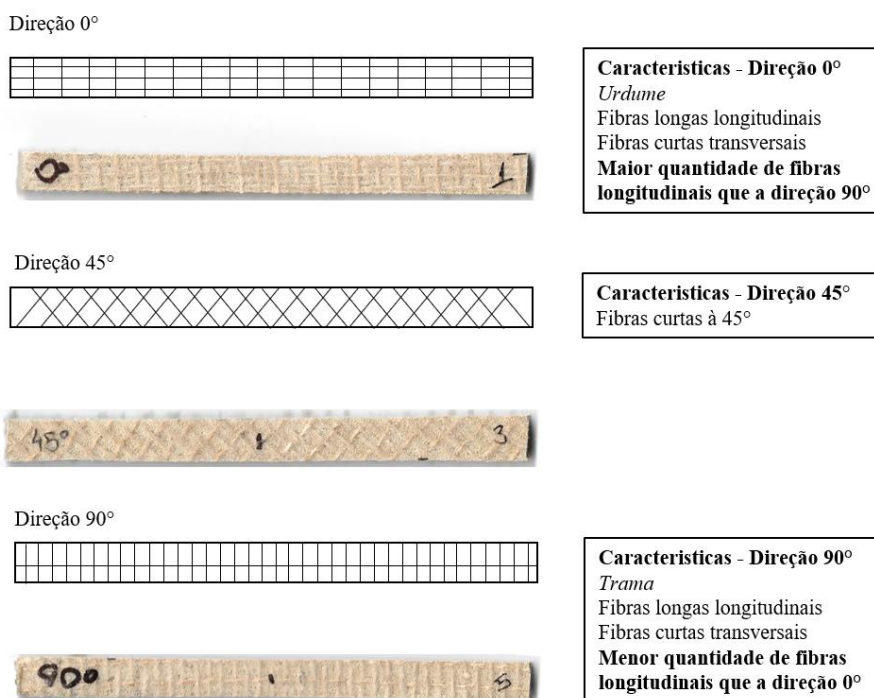 Direção 0°
Caracteristicas - Direção 0°
Urdume
Fibras longas longitudinais
Fibras curtas transversais
Maior quantidade de fibras
longitudinais que a direção 90°
0
1
Direção 45°
Caracteristicas - Direção 45°
Fibras curtas à 45°
45°
1
3
Direção 90°
Caracteristicas - Direção 90°
Trama
Fibras longas longitudinais
Fibras curtas transversais
Menor quantidade de fibras
longitudinais que a direção 0°
90°
5